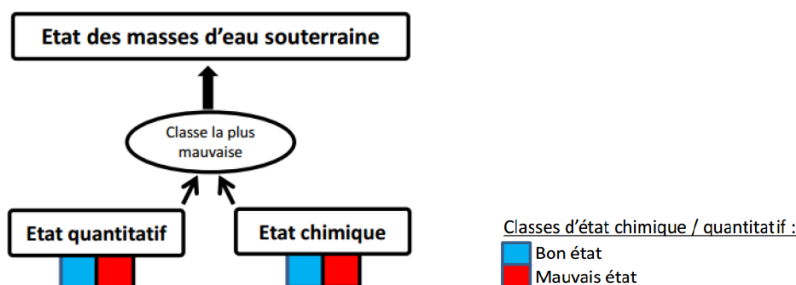 Etat des masses d'eau souterraine
Classe la plus
mauvaise
Etat quantitatif
Etat chimique
Classes d'état chimique / quantitatif :
Bon état
Mauvais état